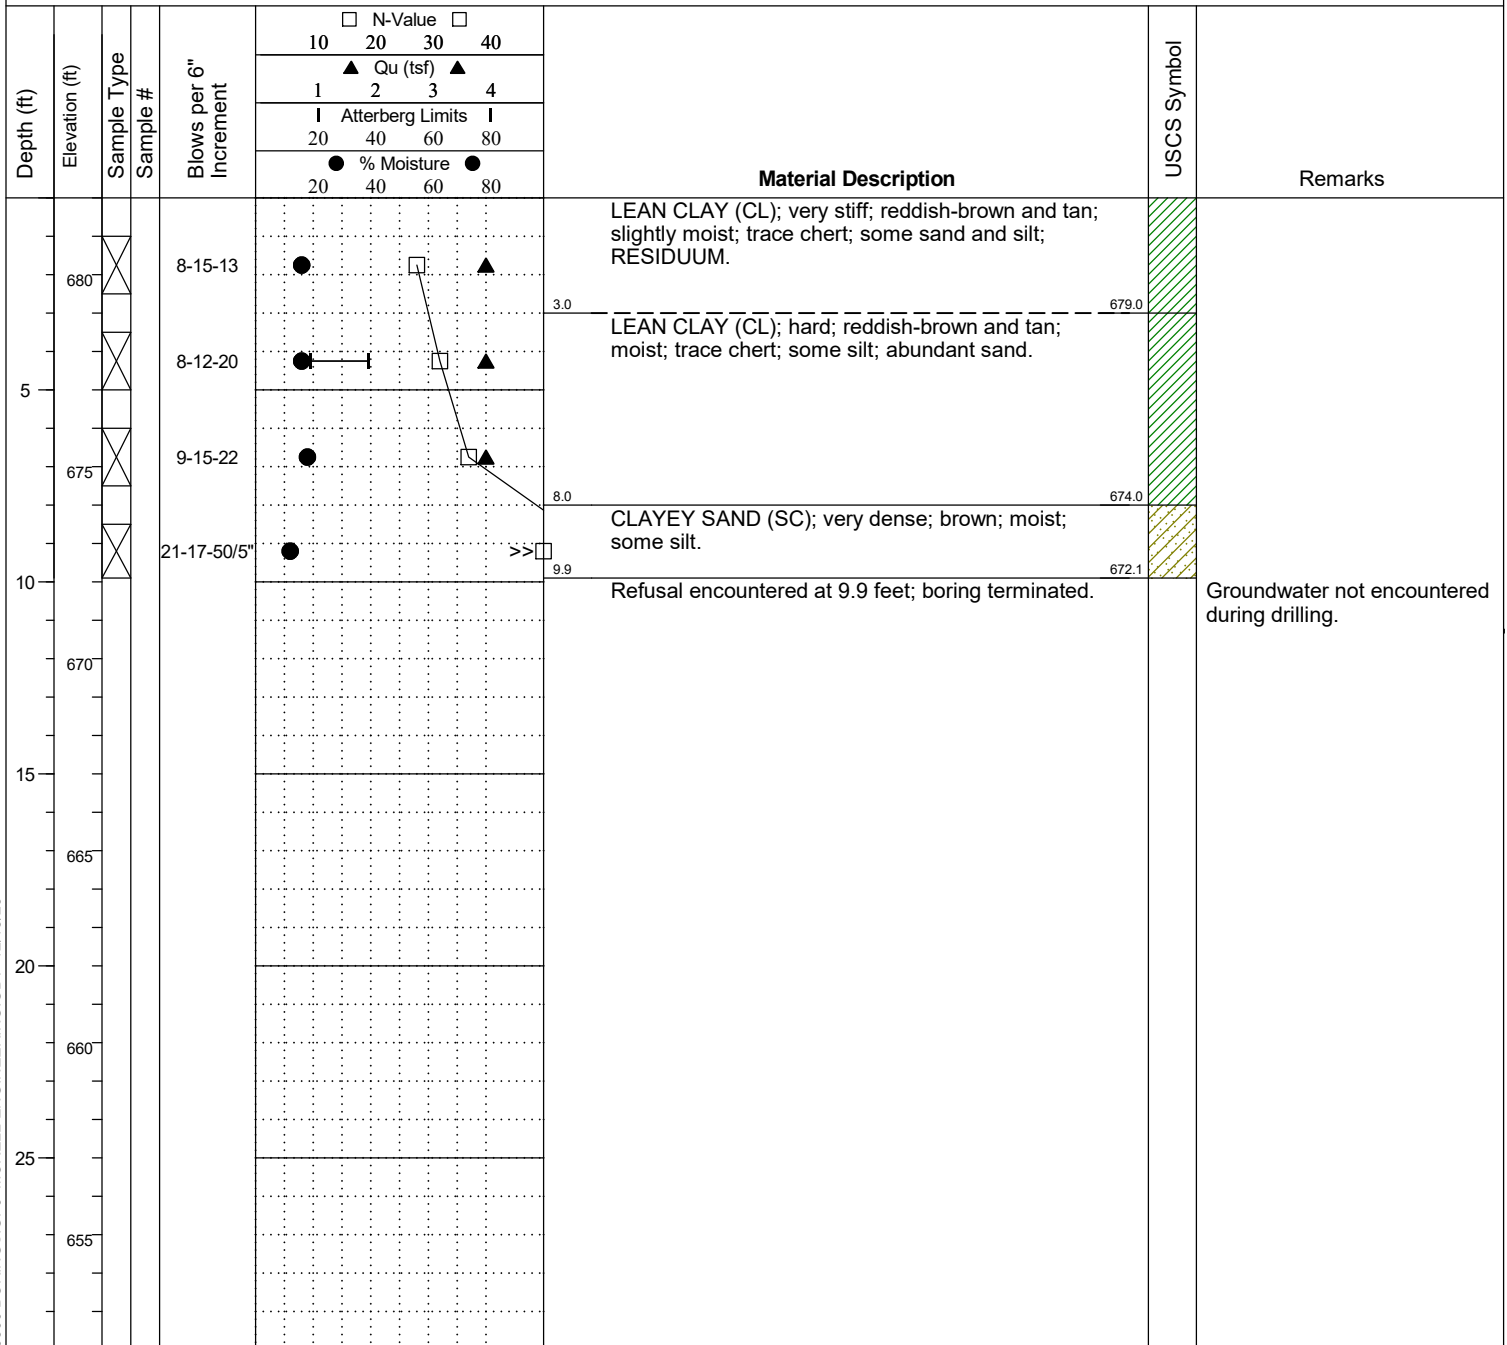 Depth (ft)
Elevation (ft)
Sample Type
Sample #
Blows per 6"
Increment
N-Value
10 20 30 40
Qu (tsf)
1 2 3 4
Atterberg Limits
20 40 60 80
% Moisture
20 40 60 80
Material Description
USCS Symbol
Remarks
LEAN CLAY (CL); very stiff; reddish-brown and tan;
slightly moist; trace chert; some sand and silt;
RESIDUUM.
680
8-15-13
3.0 679.0
LEAN CLAY (CL); hard; reddish-brown and tan;
moist; trace chert; some silt; abundant sand.
8-12-20
5
675
9-15-22
8.0 674.0
CLAYEY SAND (SC); very dense; brown; moist;
some silt.
21-17-50/5"
>>
9.9 672.1
10
Refusal encountered at 9.9 feet; boring terminated.
Groundwater not encountered
during drilling.
670
15
665
20
660
25
655